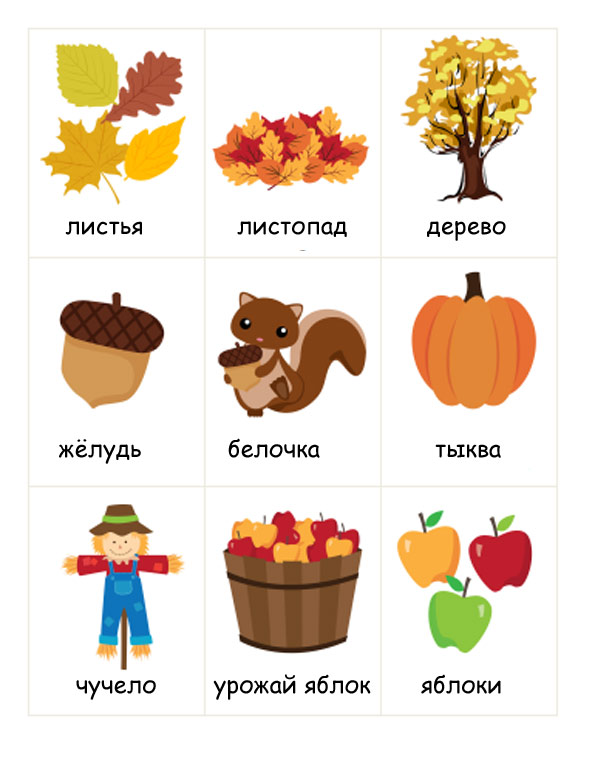 листья
листопад
дерево
жёлудь
белочка
тыква
чучело
урожай яблок
яблоки